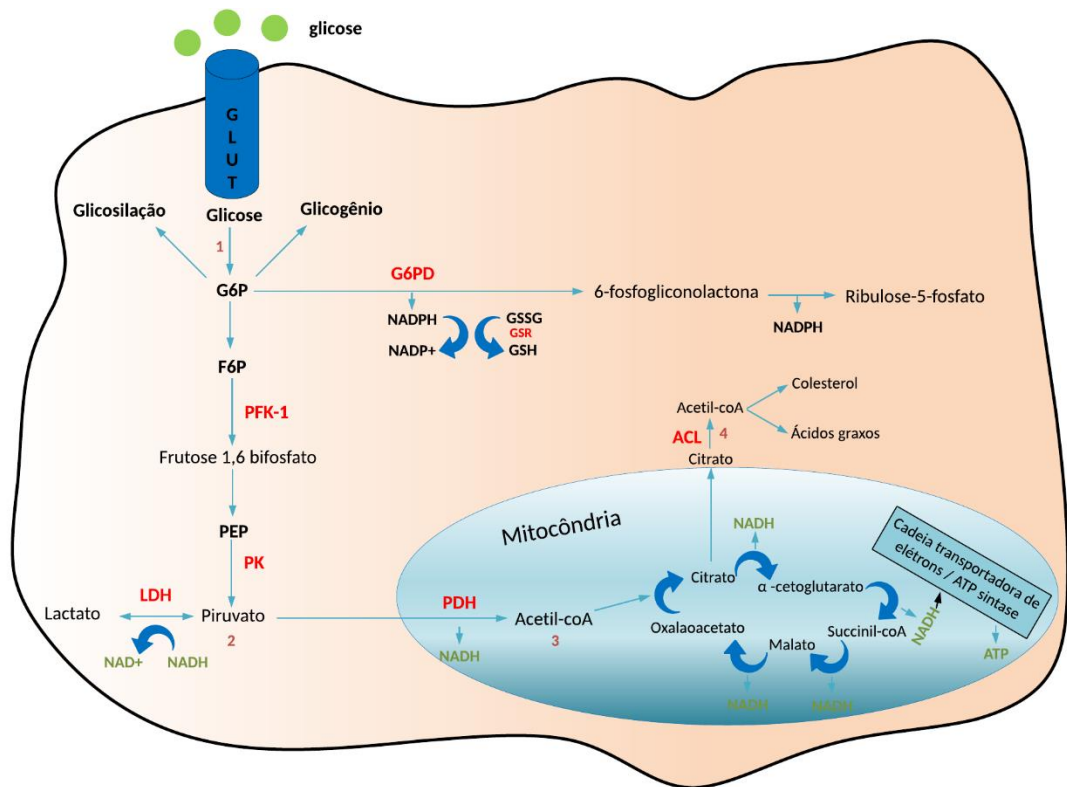 glicose
G
L
U
T
Glicosilação
Glicose
Glicogênio
1
G6P
G6PD
6-fosfogliconolactona
Ribulose-5-fosfato
NADPH
GSSG
GSR
NADP+
GSH
NADPH
F6P
PFK-1
Frutose 1,6 bifosfato
Colesterol
Acetil-coA
Ácidos graxos
ACL
4
Citrato
PEP
PK
Mitocôndria
NADH
Cadeia transportadora de
elétrons / ATP sintase
Citrato
α -cetoglutarato
LDH
Lactato
Piruvato
2
NAD+
NADH
PDH
NADH
Acetil-coA
3
Oxalaoacetato
Malato
Succinil-coA
NADH
ATP
NADH
NADH